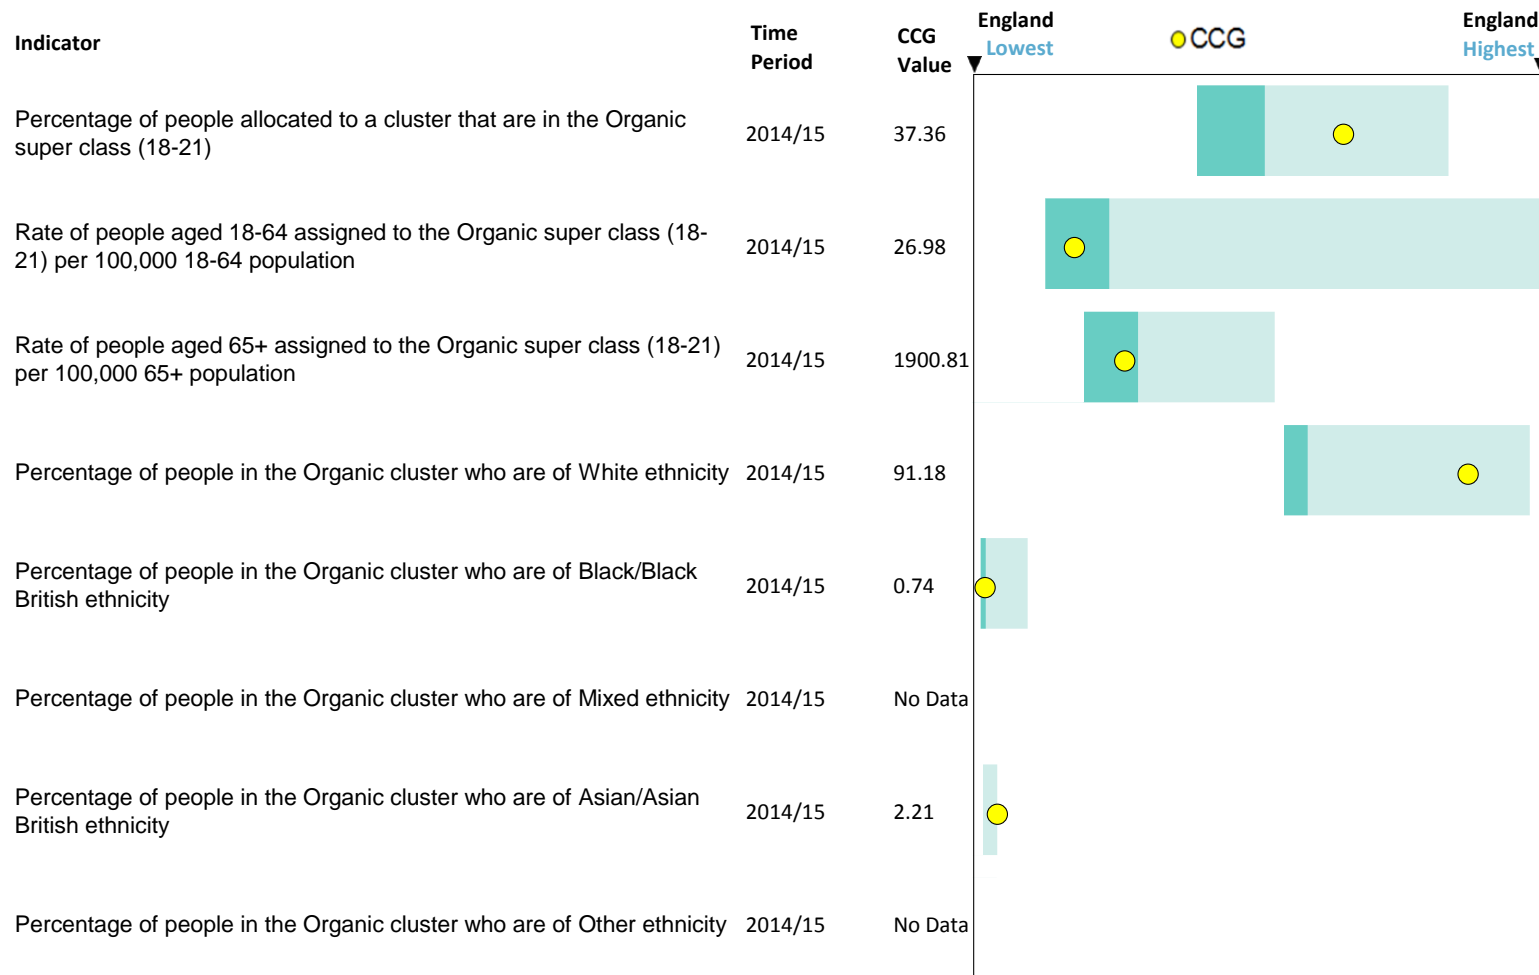 Indicator
Time
Period
CCG
Value
England
Lowest
CCG
England
Highest
Percentage of people allocated to a cluster that are in the Organic
super class (18-21)
2014/15
37.36
Rate of people aged 18-64 assigned to the Organic super class (18-
21) per 100,000 18-64 population
2014/15
26.98
Rate of people aged 65+ assigned to the Organic super class (18-21)
per 100,000 65+ population
2014/15
1900.81
Percentage of people in the Organic cluster who are of White ethnicity
2014/15
91.18
Percentage of people in the Organic cluster who are of Black/Black
British ethnicity
2014/15
0.74
Percentage of people in the Organic cluster who are of Mixed ethnicity
2014/15
No Data
Percentage of people in the Organic cluster who are of Asian/Asian
British ethnicity
2014/15
2.21
Percentage of people in the Organic cluster who are of Other ethnicity
2014/15
No Data